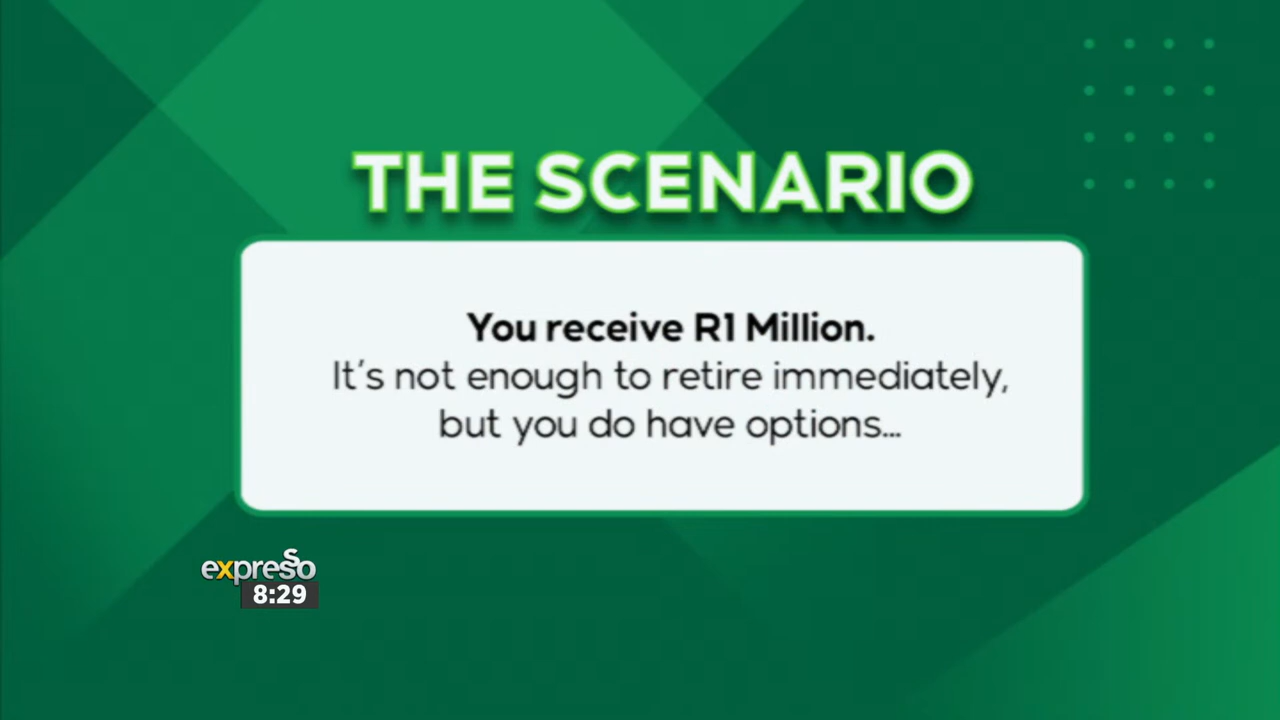 THE SCENARIO
You receive R1 Million.
It's not enough to retire immediately,
but you do have options...
expresso
8:29